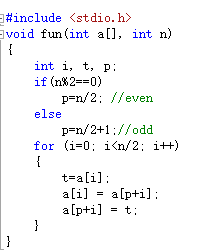 #include <stdio.h>
void fun(int a[], int n)
{
    int i, t, p;
    if(n%2==0)
        p=n/2; //even
    else
        p=n/2+1;//odd
    for (i=0; i<n/2; i++)
    {
        t=a[i];
        a[i] = a[p+i];
        a[p+i] = t;
    }
}